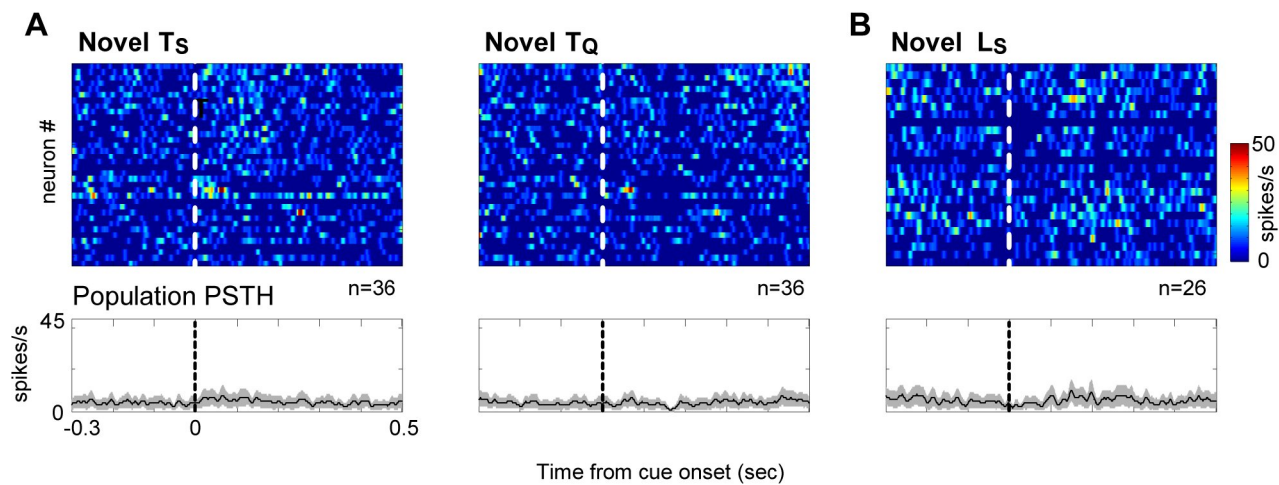 A
Novel TS
Novel TQ
B
Novel LS
neuron #
50
spikes/s
0
n=36
n=36
n=26
Population PSTH
45
spikes/s
0
-0.3
0
0.5
Time from cue onset (sec)